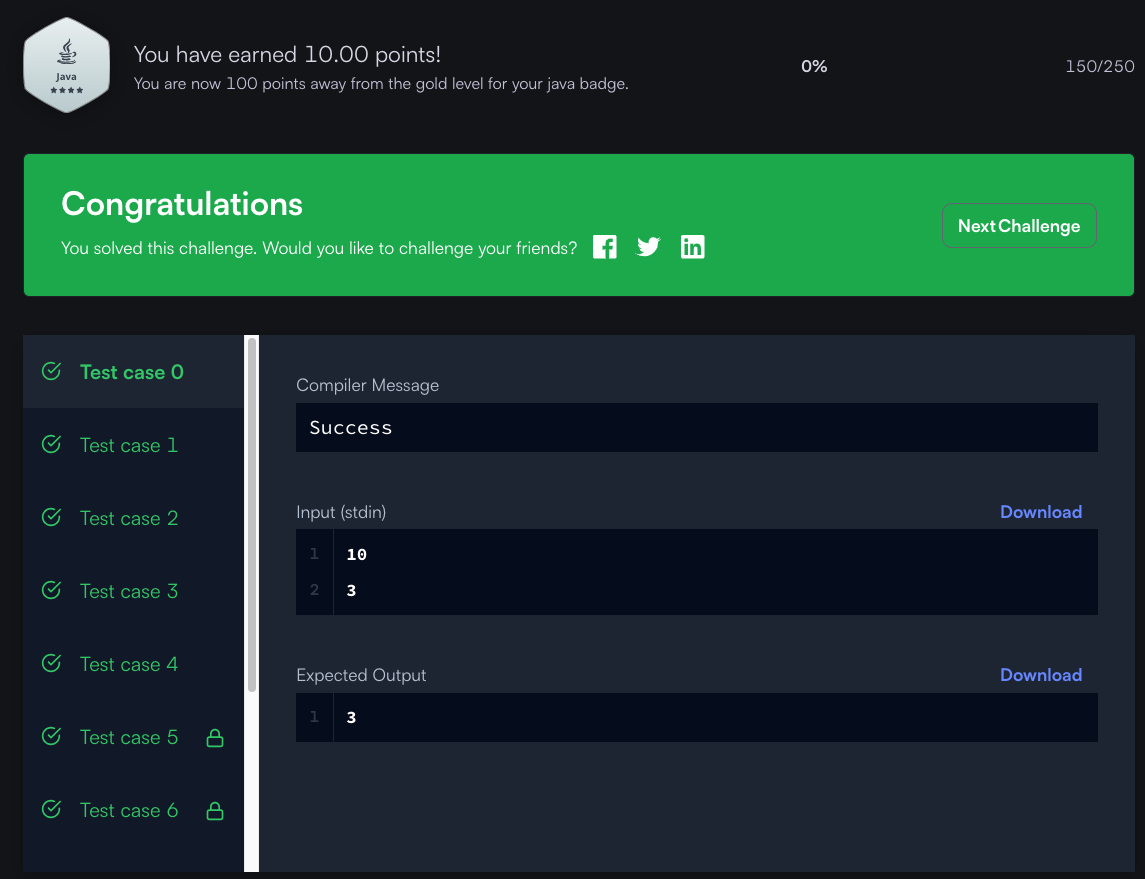 You have earned 10.00 points!
Java
★★★★
You are now 100 points away from the gold level for your java badge.
0%
150/250
Congratulations
You solved this challenge. Would you like to challenge your friends?
Next Challenge
Test case 0
Test case 1
Test case 2
Test case 3
Test case 4
Test case 5
Test case 6
Compiler Message
Success
Input (stdin)
Download
1 10
2 3
Expected Output
Download
1 3